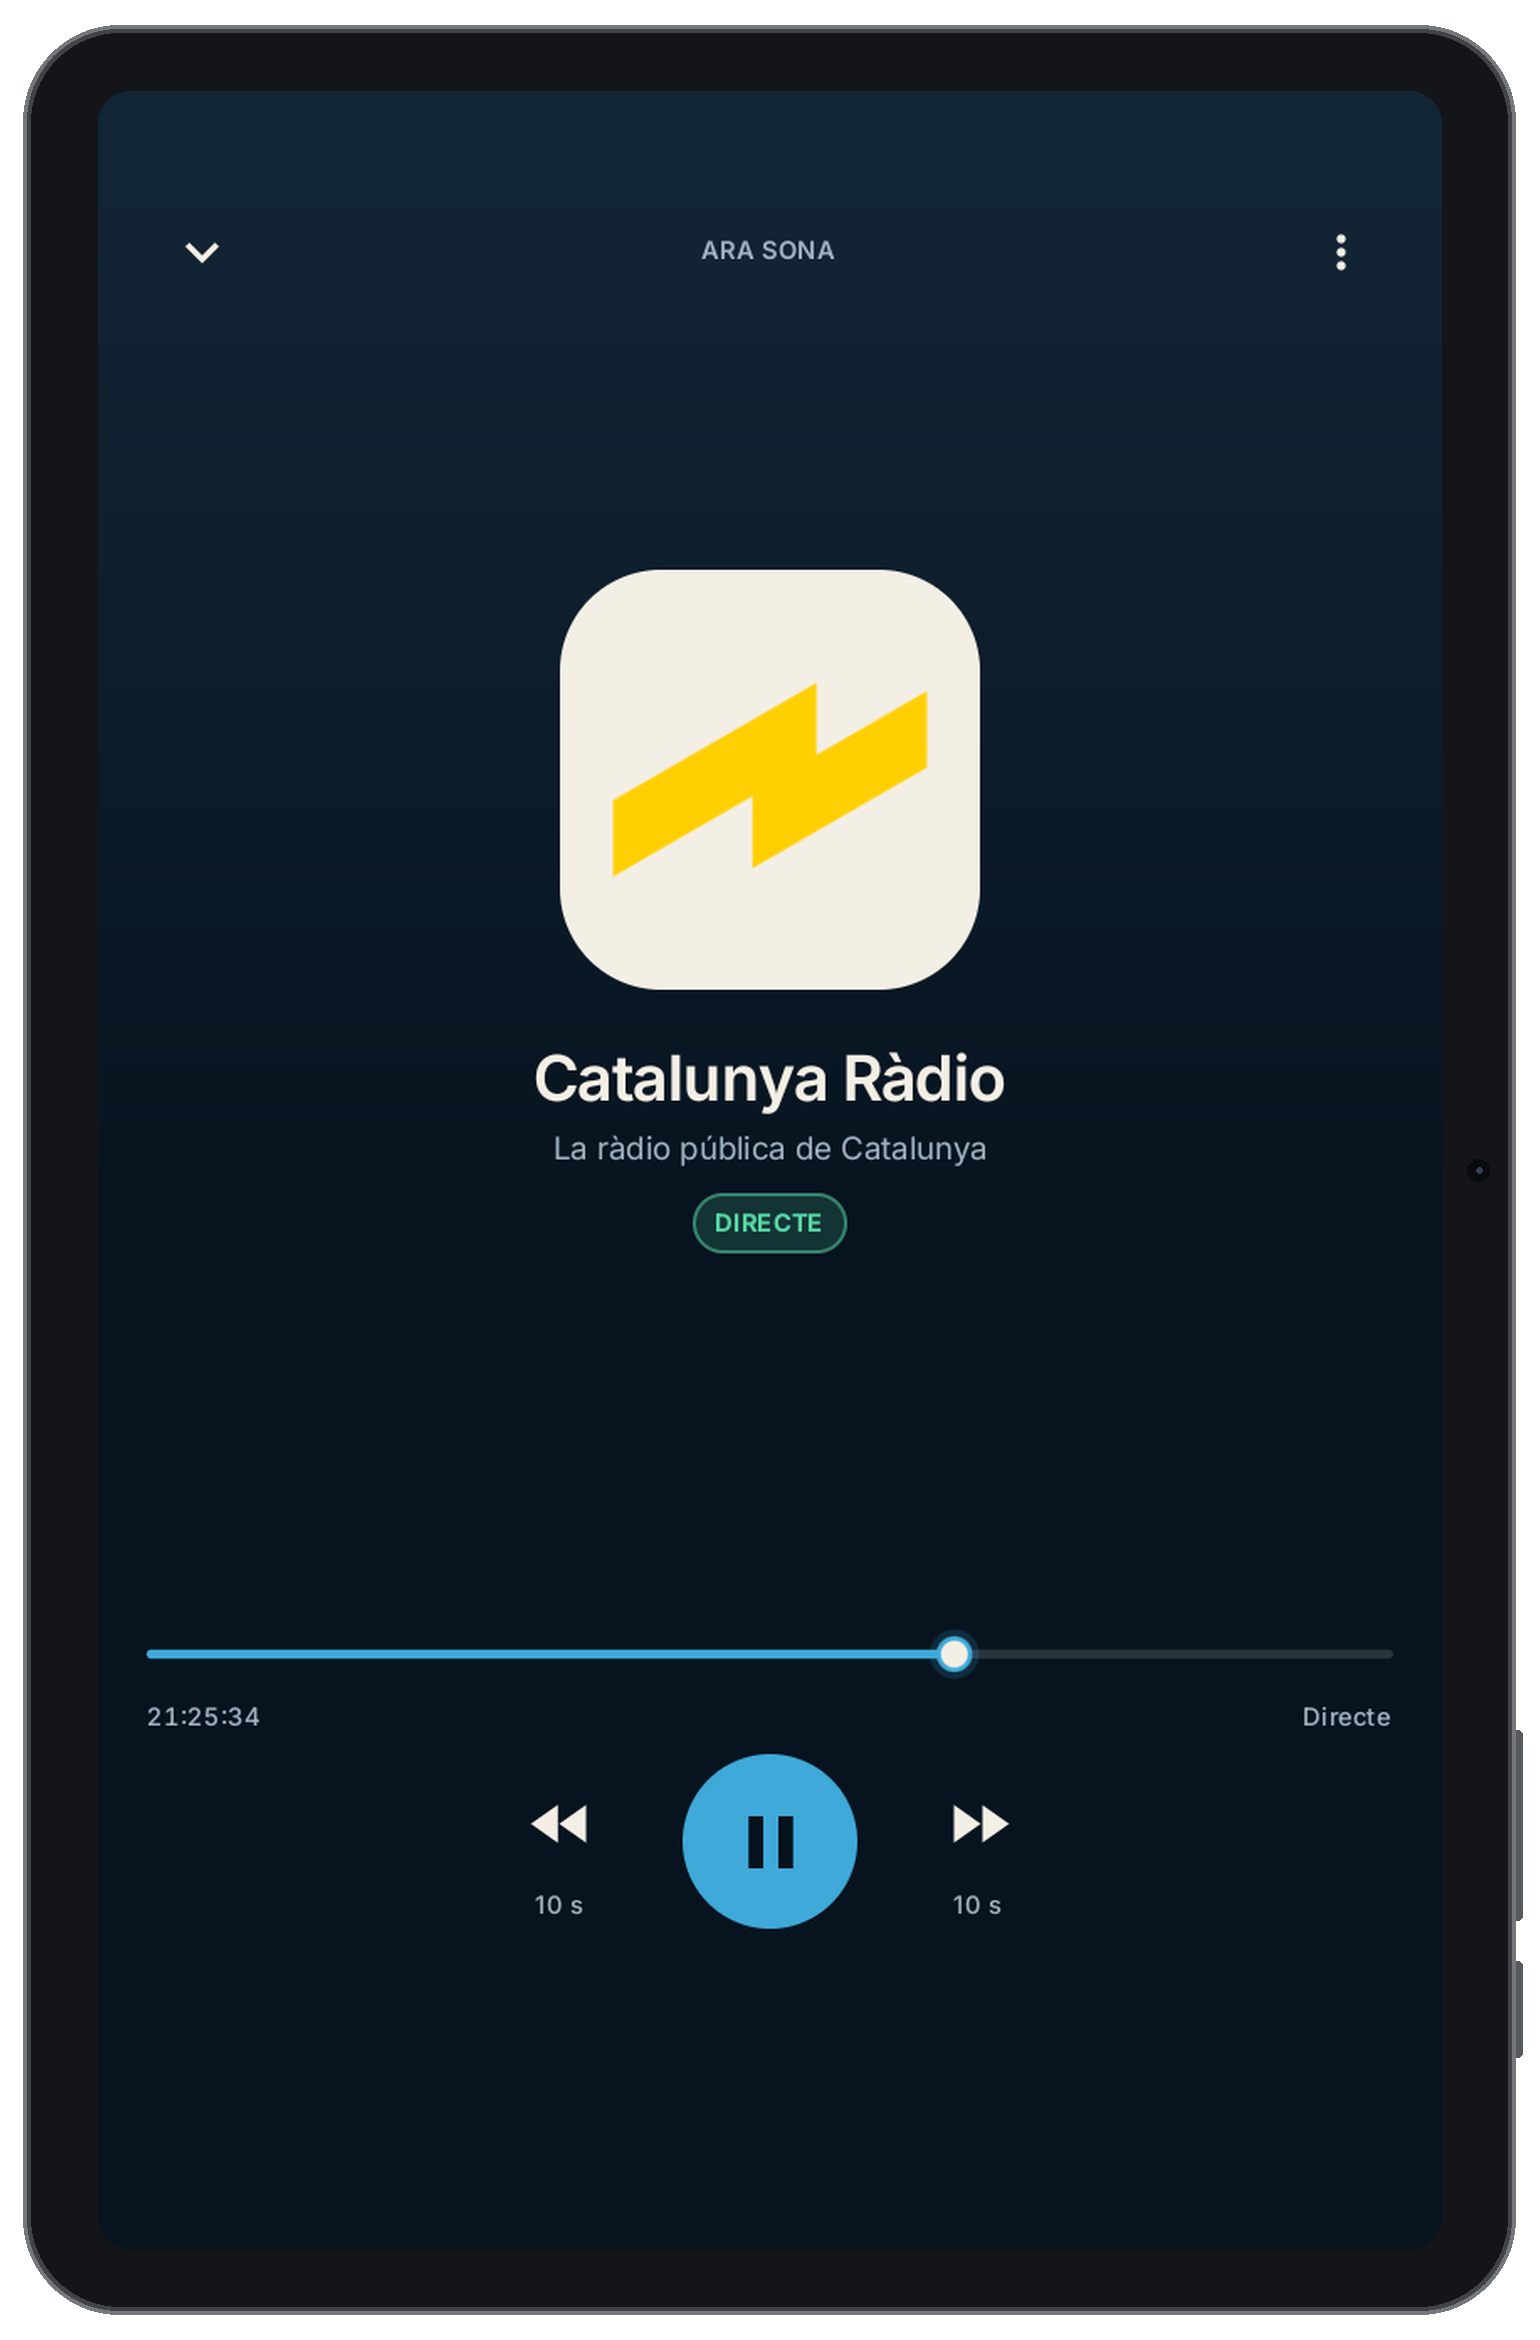 ARA SONA
Catalunya Ràdio
La ràdio pública de Catalunya
DIRECTE
21:25:34
Directe
10 s
10 s